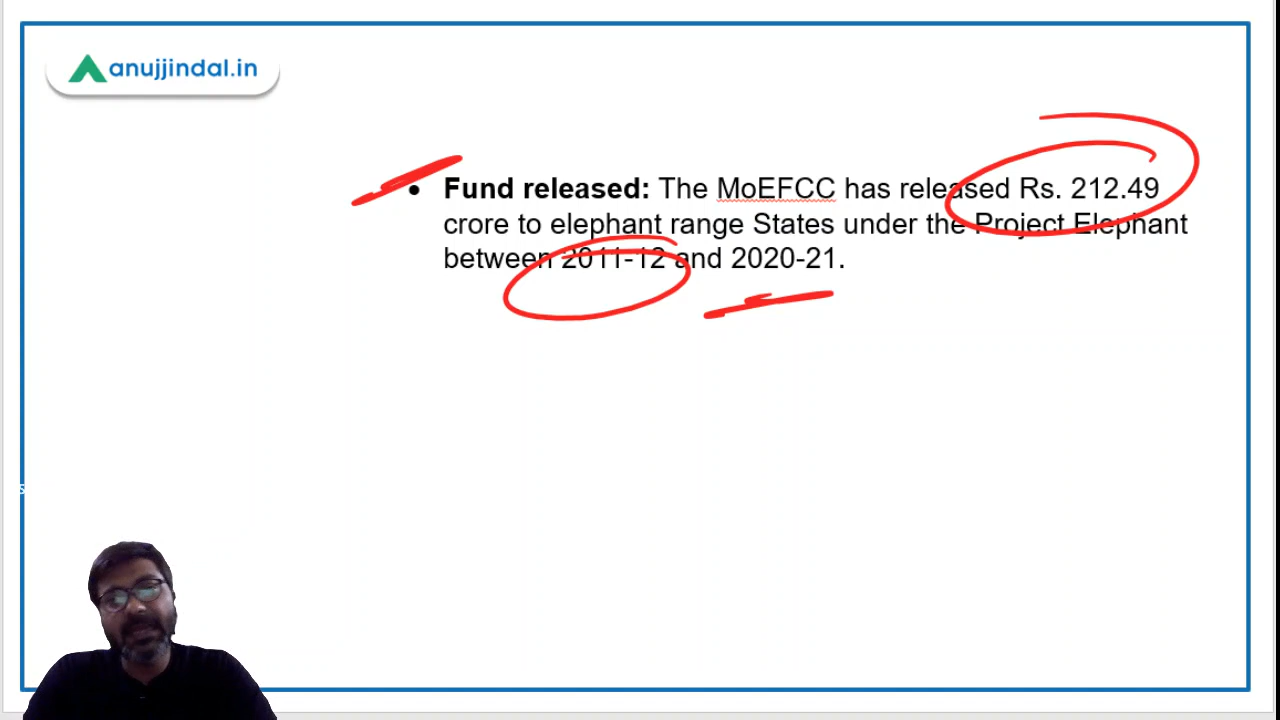 anujjindal.in
• Fund released: The MoEFCC has released Rs. 212.49
crore to elephant range States under the Project Elephant
between 2011-12 and 2020-21.
s